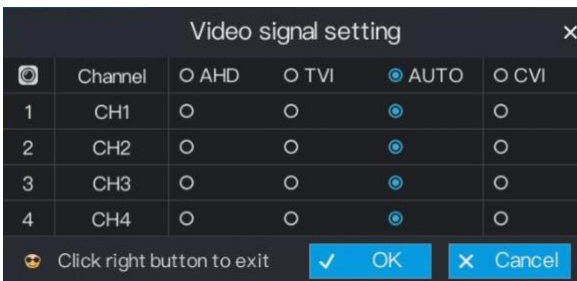 Video signal setting
Channel AHD TVI AUTO CVI
1 CH1
2 CH2
3 CH3
4 CH4
Click right button to exit OK Cancel